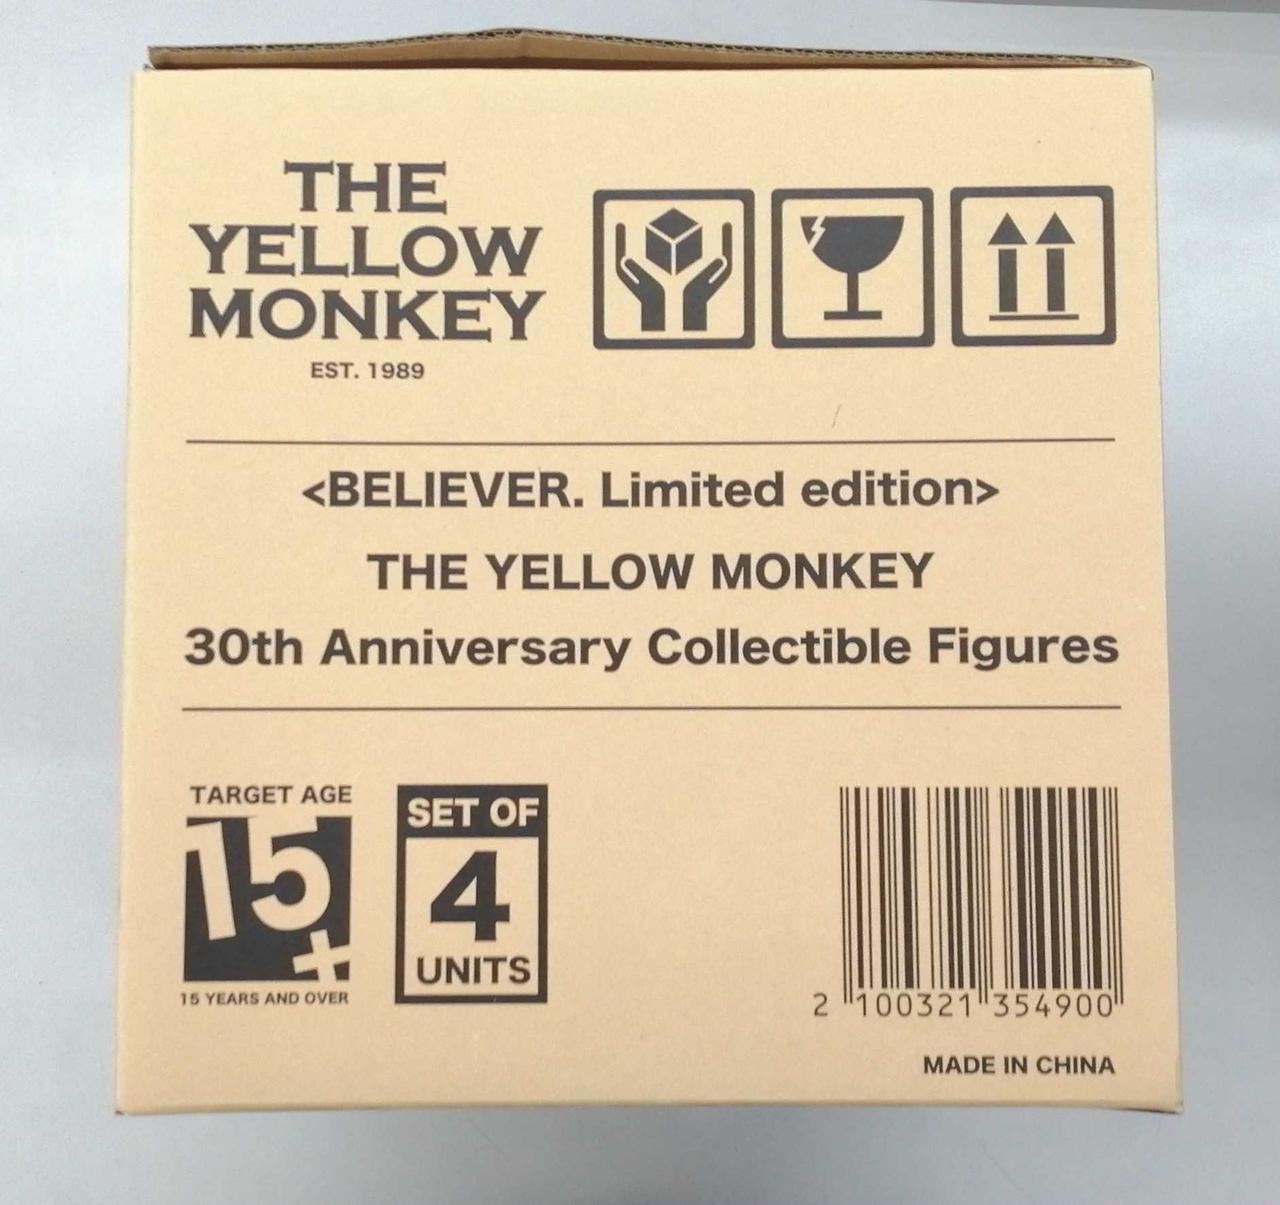 THE
YELLOW
MONKEY
EST. 1989
<BELIEVER. Limited edition>
THE YELLOW MONKEY
30th Anniversary Collectible Figures
TARGET AGE
15+
15 YEARS AND OVER
SET OF
4
UNITS
2 100321 354900
MADE IN CHINA